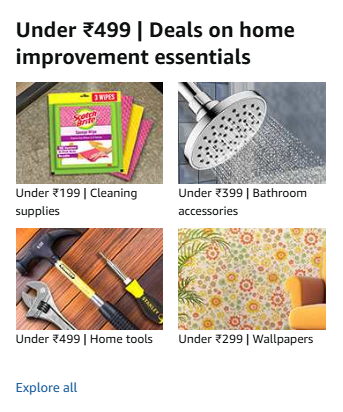 Under ₹499 | Deals on home
improvement essentials
3 WIPES
Scotch
Brite
Sponge Wipe
Under ₹199 | Cleaning
supplies
Under ₹399 | Bathroom
accessories
STANLEY
Under ₹499 | Home tools
Under ₹299 | Wallpapers
Explore all